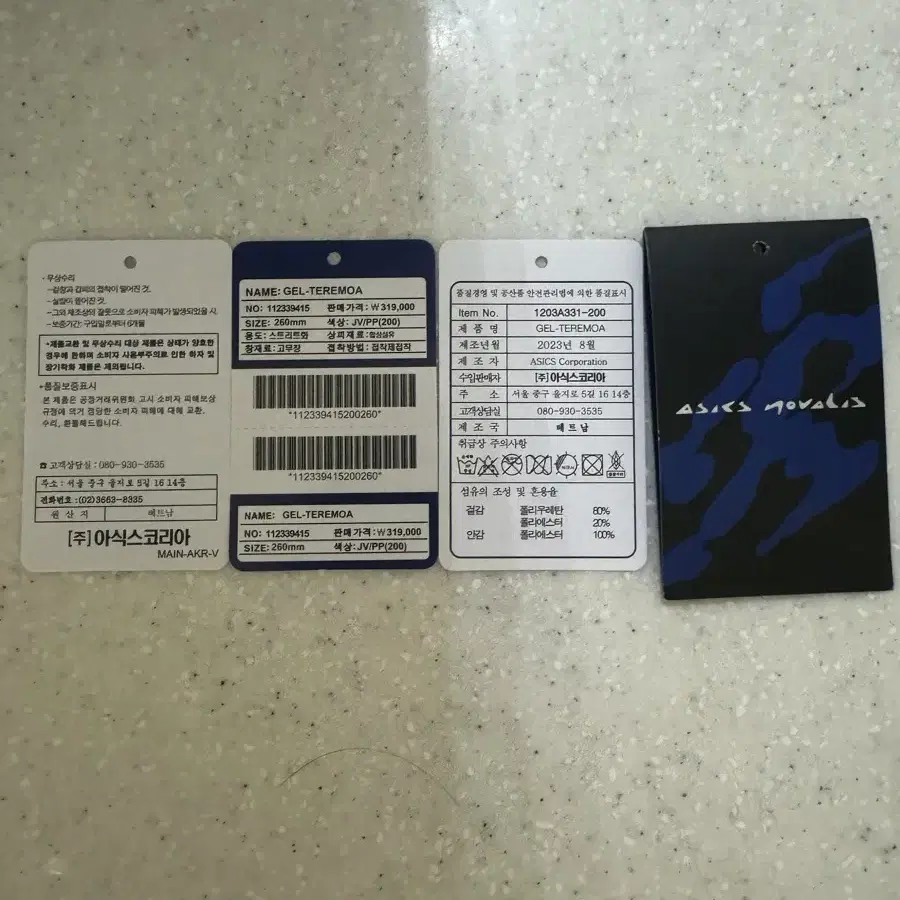 - 무상수리
-겉창과 갑피의 접착이 떨어진 것.
-실밥이 뜯어진 것.
-그외 제조상의 잘못으로 소비자 피해가 발생되었을 시.
-보증기간: 구입일로부터 6개월
*제품교환 및 무상수리 대상 제품은 상태가 양호한
경우에 한하며 소비자 사용부주의로 인한 하자 및
장기착화 제품은 제외됩니다.
*품질보증표시
본 제품은 공정거래위원회 고시 소비자 피해보상
규정에 의거 정당한 소비자 피해에 대해 교환,
수리, 환불해드립니다.
☎ 고객상담실 : 080-930-3535
주소 : 서울 중구 을지로 5길 16 14층
전화번호 : (02)3663-8335
원 산 지 베트남
[주]아식스코리아
MAIN-AKR-V
NAME: GEL-TEREMOA
NO: 112339415 판매가격:₩319,000
SIZE: 260mm 색상: JV/PP(200)
용도: 스트리트화 상피재료: 합성섬유
창재료: 고무창 접착방법: 접착제접착
*112339415200260*
*112339415200260*
NAME: GEL-TEREMOA
NO: 112339415 판매가격:₩319,000
SIZE: 260mm 색상: JV/PP(200)
품질경영 및 공산품 안전관리법에 의한 품질표시
Item No. 1203A331-200
제 품 명 GEL-TEREMOA
제조년월 2023년 8월
제 조 자 ASICS Corporation
수입판매자 [주]아식스코리아
주 소 서울 중구 을지로 5길 16 14층
고객상담실 080-930-3535
제 조 국 베트남
취급상 주의사항
섬유의 조성 및 혼용율
겉감 폴리우레탄 80%
폴리에스터 20%
안감 폴리에스터 100%
asics novalis